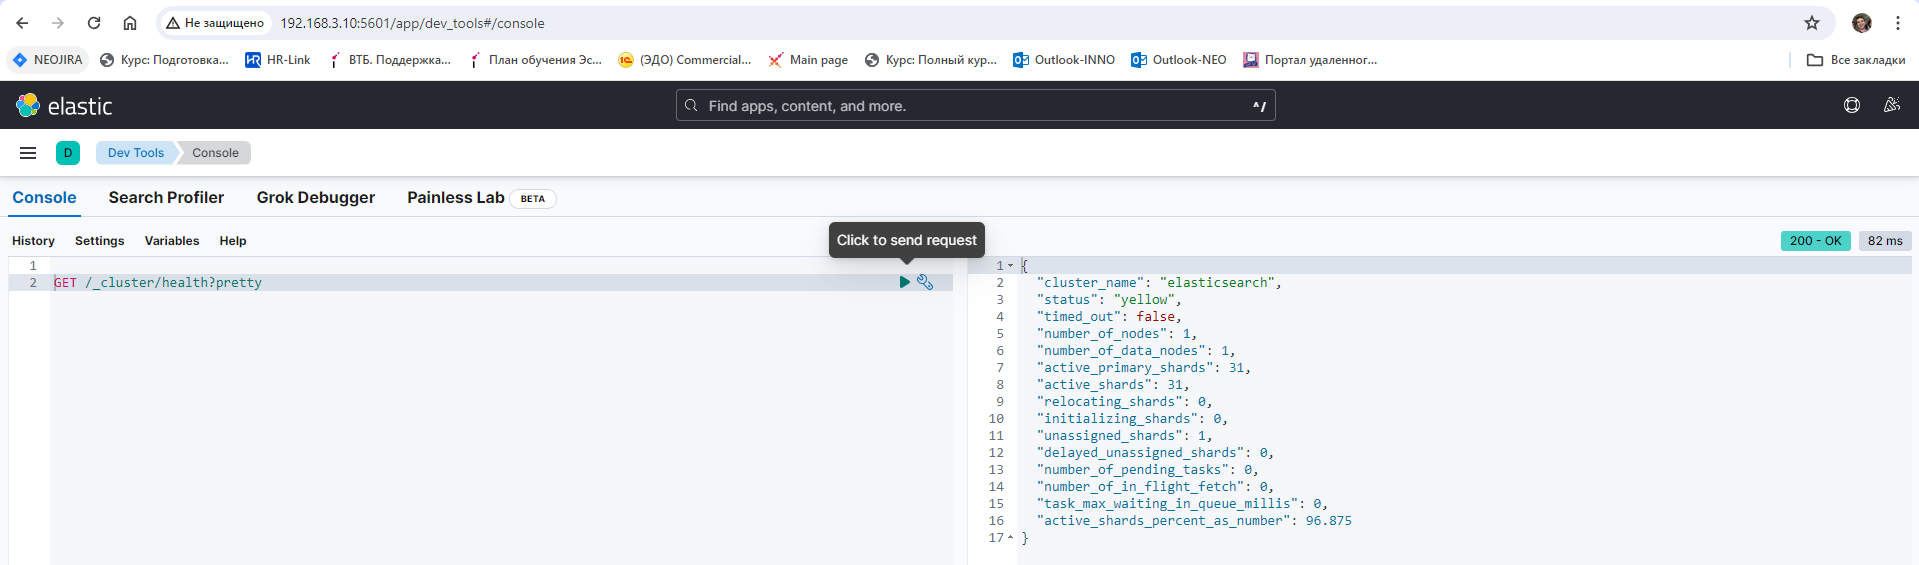 Не защищено 192.168.3.10:5601/app/dev_tools#/console
NEOJIRA Курс: Подготовка... HR-Link ВТБ. Поддержка... План обучения Эс... (ЭДО) Commercial... Main page Курс: Полный кур... Outlook-INNO Outlook-NEO Портал удаленног... Все закладки
elastic Find apps, content, and more. ^/
D Dev Tools Console
Console Search Profiler Grok Debugger Painless Lab BETA
History Settings Variables Help Click to send request 200 - OK 82 ms
1
2 GET /_cluster/health?pretty
1 {
2 "cluster_name": "elasticsearch",
3 "status": "yellow",
4 "timed_out": false,
5 "number_of_nodes": 1,
6 "number_of_data_nodes": 1,
7 "active_primary_shards": 31,
8 "active_shards": 31,
9 "relocating_shards": 0,
10 "initializing_shards": 0,
11 "unassigned_shards": 1,
12 "delayed_unassigned_shards": 0,
13 "number_of_pending_tasks": 0,
14 "number_of_in_flight_fetch": 0,
15 "task_max_waiting_in_queue_millis": 0,
16 "active_shards_percent_as_number": 96.875
17 }